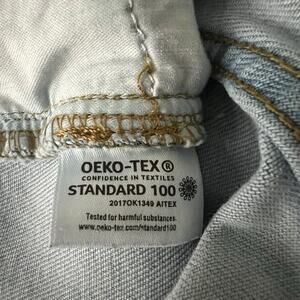 OEKO-TEX®
CONFIDENCE IN TEXTILES
STANDARD 100
2017OK1349 AITEX
Tested for harmful substances.
www.oeko-tex.com/standard100